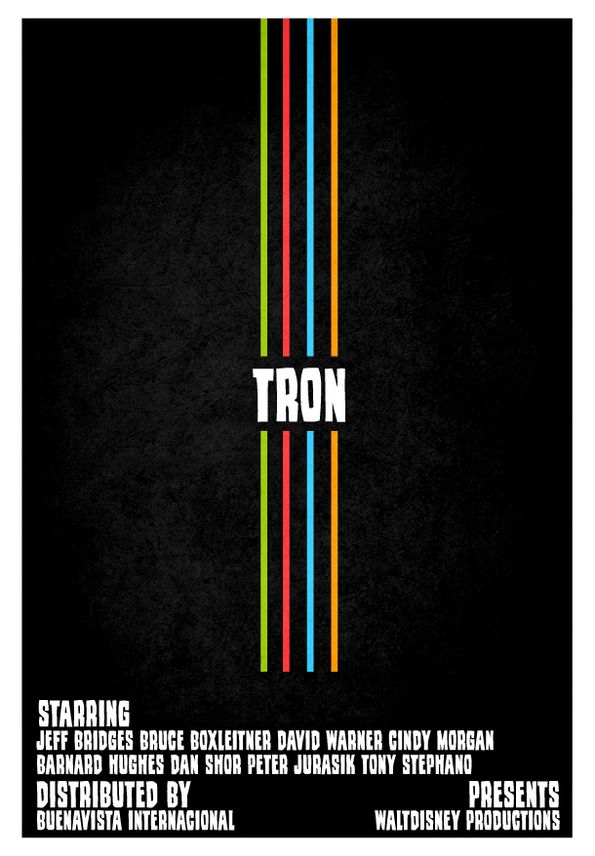 TRON
STARRING
JEFF BRIDGES BRUCE BOXLEITNER DAVID WARNER CINDY MORGAN
BARNARD HUGHES DAN SHOR PETER JURASIK TONY STEPHANO
DISTRIBUTED BY
BUENAVISTA INTERNACIONAL
PRESENTS
WALTDISNEY PRODUCTIONS